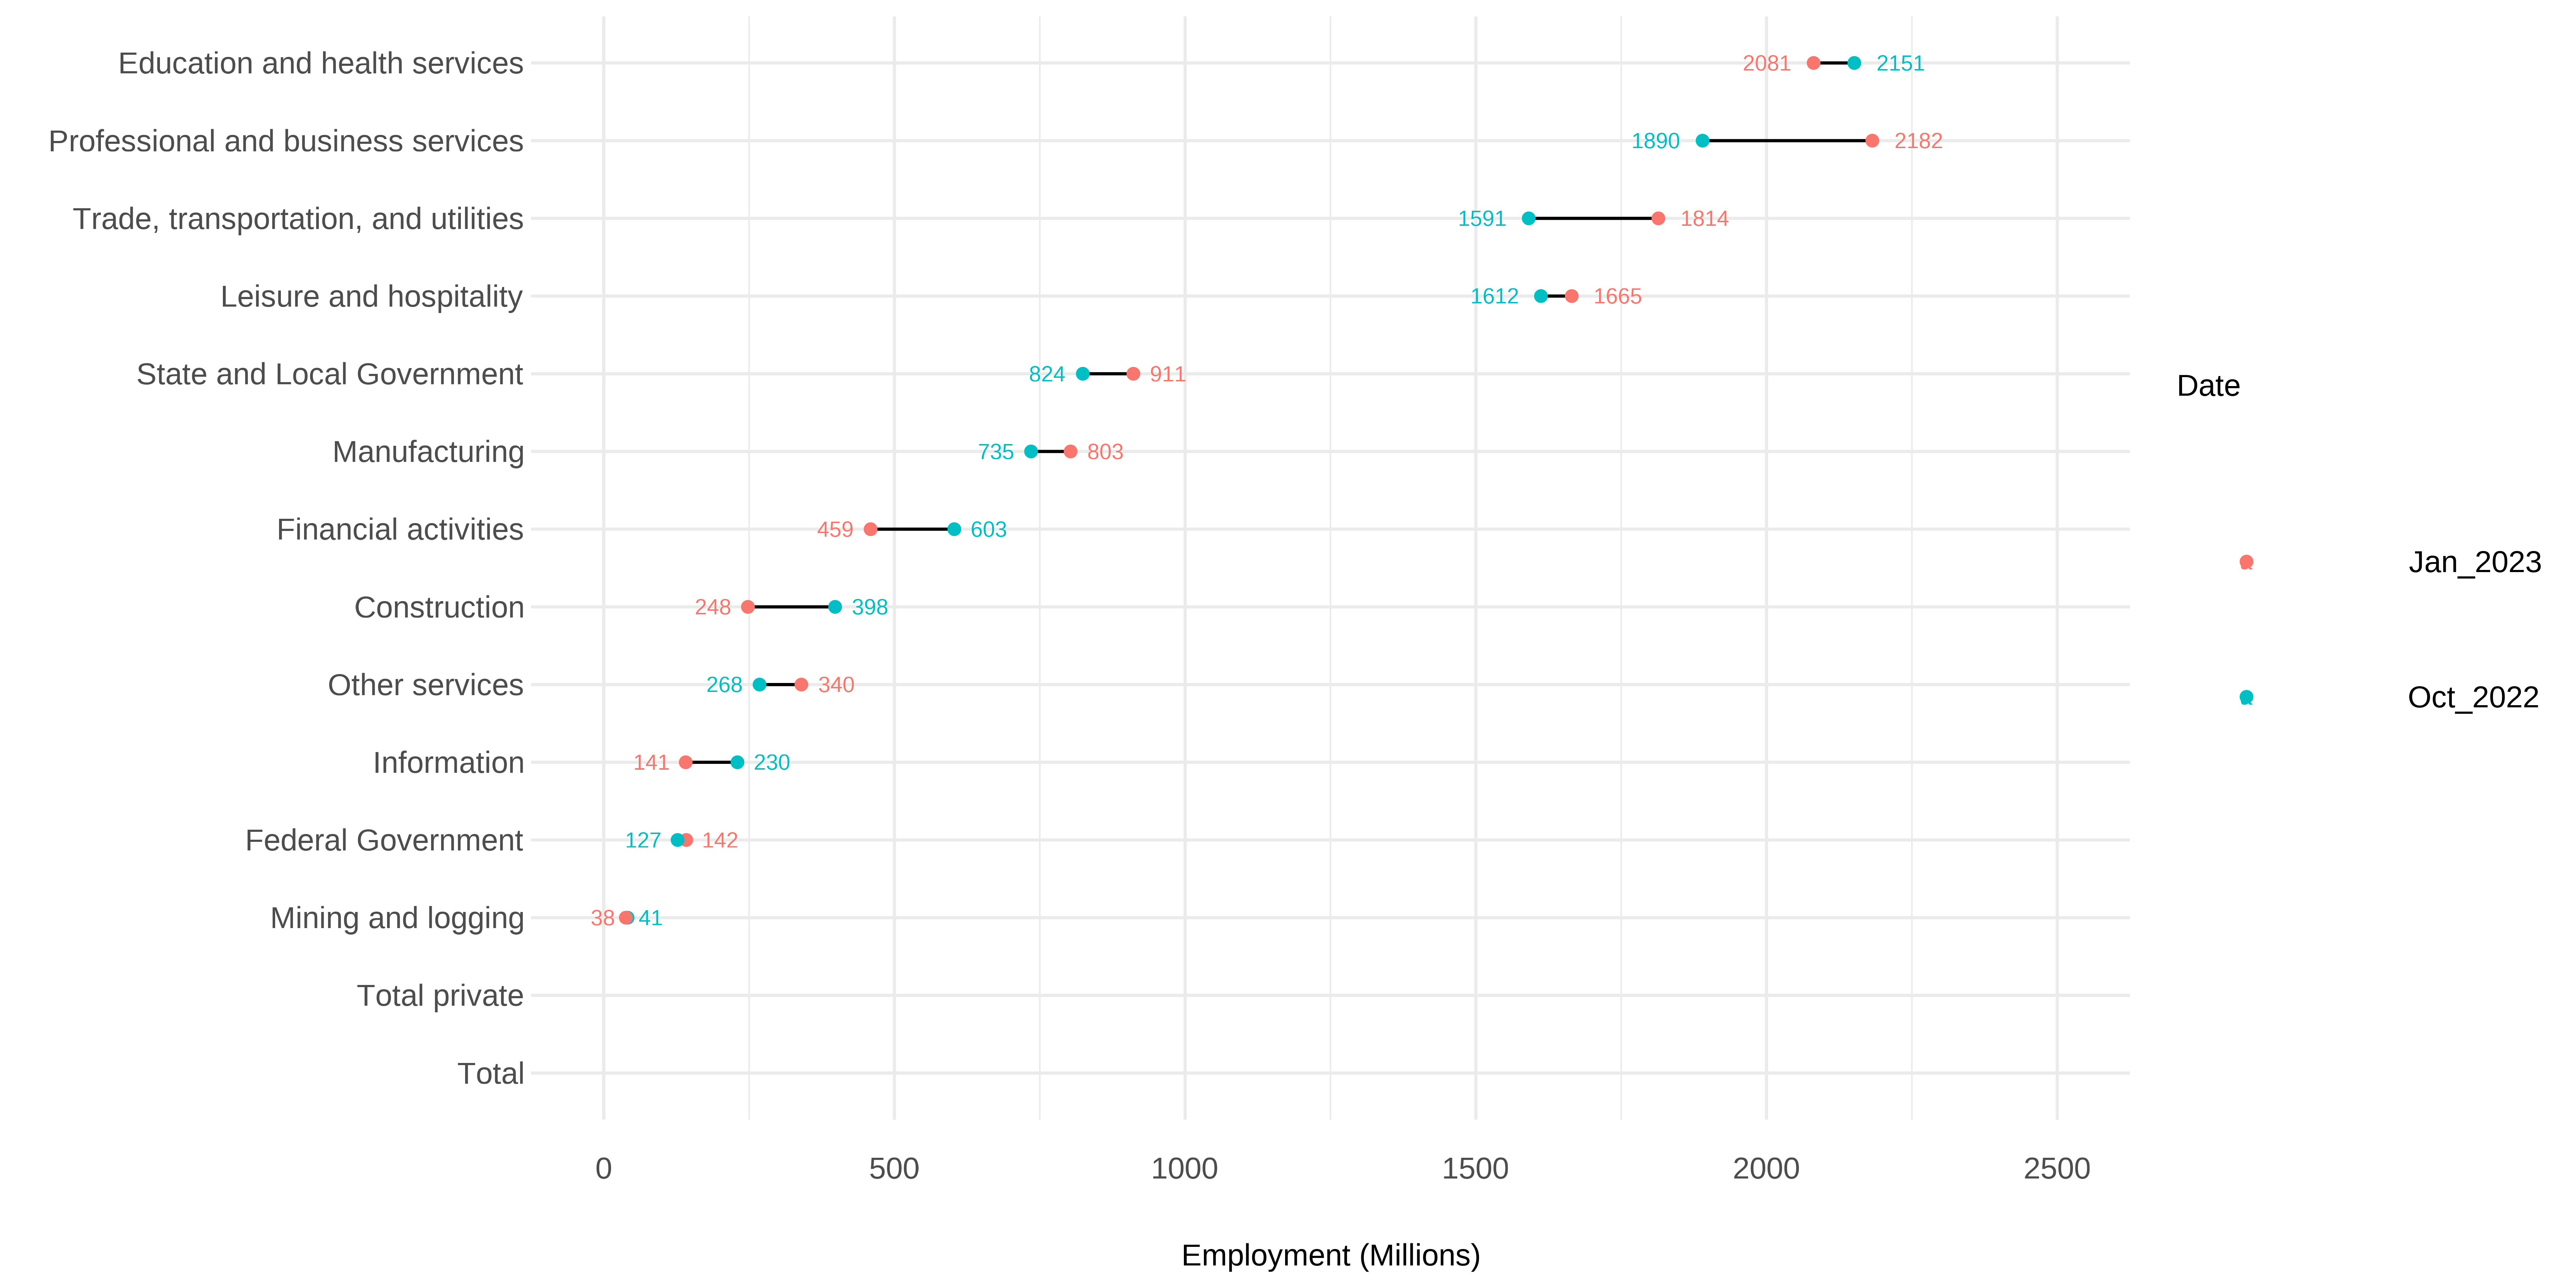 Education and health services 2081 2151
Professional and business services 1890 2182
Trade, transportation, and utilities 1591 1814
Leisure and hospitality 1612 1665
State and Local Government 824 911
Manufacturing 735 803
Financial activities 459 603
Construction 248 398
Other services 268 340
Information 141 230
Federal Government 127 142
Mining and logging 38 41
Total private
Total
0 500 1000 1500 2000 2500
Employment (Millions)
Date
Jan_2023
Oct_2022